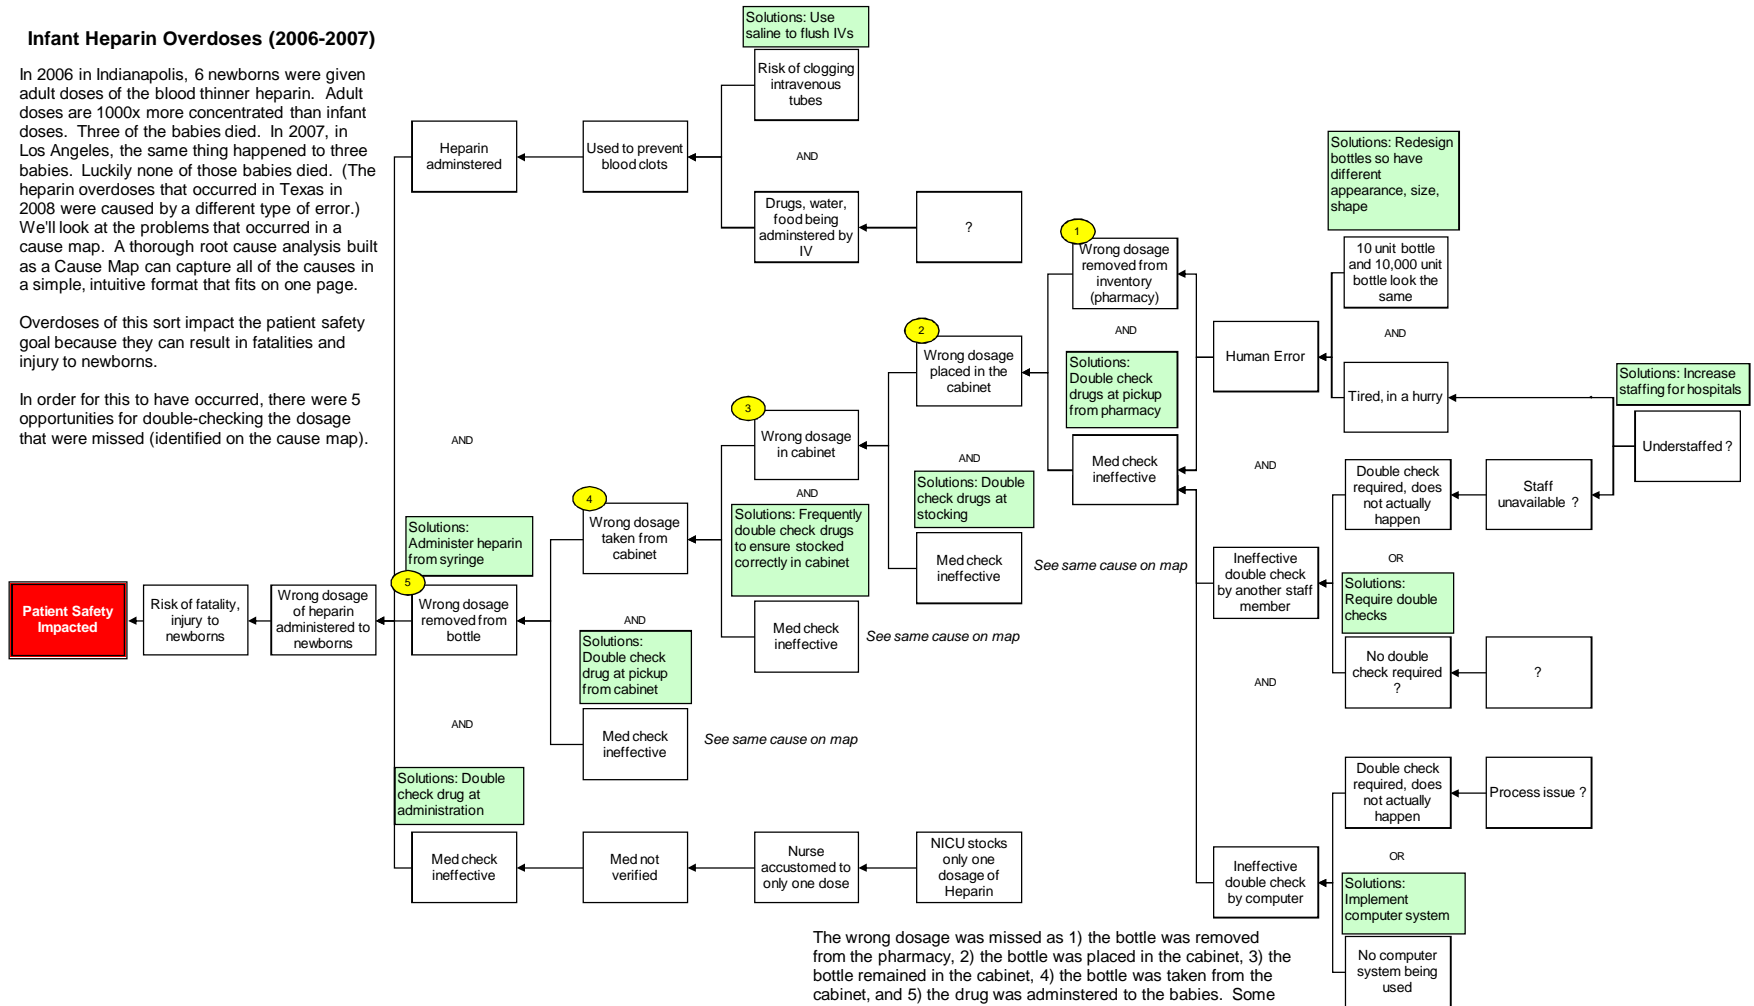 Infant Heparin Overdoses (2006-2007)
In 2006 in Indianapolis, 6 newborns were given
adult doses of the blood thinner heparin. Adult
doses are 1000x more concentrated than infant
doses. Three of the babies died. In 2007, in
Los Angeles, the same thing happened to three
babies. Luckily none of those babies died. (The
heparin overdoses that occurred in Texas in
2008 were caused by a different type of error.)
We'll look at the problems that occurred in a
cause map. A thorough root cause analysis built
as a Cause Map can capture all of the causes in
a simple, intuitive format that fits on one page.
Overdoses of this sort impact the patient safety
goal because they can result in fatalities and
injury to newborns.
In order for this to have occurred, there were 5
opportunities for double-checking the dosage
that were missed (identified on the cause map).
Patient Safety
Impacted
Risk of fatality,
injury to
newborns
Wrong dosage
of heparin
administered to
newborns
Heparin
adminstered
AND
Solutions:
Administer heparin
from syringe
5
Wrong dosage
removed from
bottle
AND
Solutions: Double
check drug at
administration
Med check
ineffective
Used to prevent
blood clots
Solutions: Use
saline to flush IVs
Risk of clogging
intravenous
tubes
AND
Drugs, water,
food being
adminstered by
IV
?
4
Wrong dosage
taken from
cabinet
AND
Solutions:
Double check
drug at pickup
from cabinet
Med check
ineffective
See same cause on map
Med not
verified
Nurse
accustomed to
only one dose
NICU stocks
only one
dosage of
Heparin
3
Wrong dosage
in cabinet
AND
Solutions: Frequently
double check drugs
to ensure stocked
correctly in cabinet
Med check
ineffective
See same cause on map
2
Wrong dosage
placed in the
cabinet
AND
Solutions: Double
check drugs at
stocking
Med check
ineffective
See same cause on map
1
Wrong dosage
removed from
inventory
(pharmacy)
AND
Solutions:
Double check
drugs at pickup
from pharmacy
Med check
ineffective
Human Error
AND
Ineffective
double check
by another staff
member
AND
Ineffective
double check
by computer
Solutions: Redesign
bottles so have
different
appearance, size,
shape
10 unit bottle
and 10,000 unit
bottle look the
same
AND
Tired, in a hurry
Solutions: Increase
staffing for hospitals
Understaffed ?
Double check
required, does
not actually
happen
Staff
unavailable ?
OR
Solutions:
Require double
checks
No double
check required
?
?
Double check
required, does
not actually
happen
Process issue ?
OR
Solutions:
Implement
computer system
No computer
system being
used
The wrong dosage was missed as 1) the bottle was removed
from the pharmacy, 2) the bottle was placed in the cabinet, 3) the
bottle remained in the cabinet, 4) the bottle was taken from the
cabinet, and 5) the drug was adminstered to the babies. Some